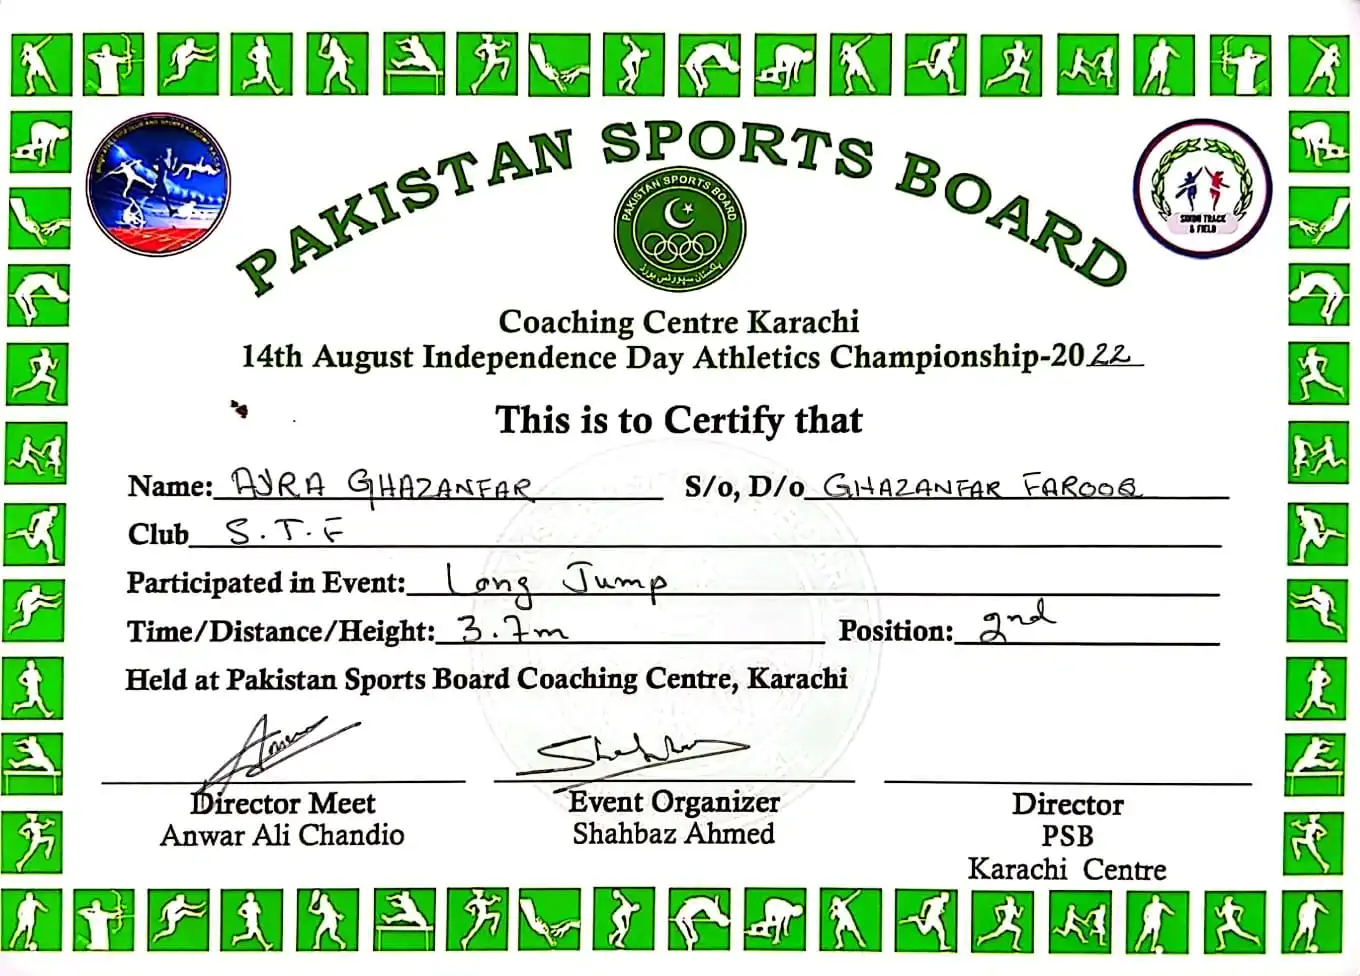 PAKISTAN SPORTS BOARD
PAKISTAN SPORTS BOARD
پاکستان سپورٹس بورڈ
SINDH TRACK
& FIELD
Coaching Centre Karachi
14th August Independence Day Athletics Championship-2022
This is to Certify that
Name: AJRA GHAZANFAR S/o, D/o GHAZANFAR FAROOQ
Club S.T.F
Participated in Event: Long Jump
Time/Distance/Height: 3.7m Position: 2nd
Held at Pakistan Sports Board Coaching Centre, Karachi
Director Meet Event Organizer Director
Anwar Ali Chandio Shahbaz Ahmed PSB
Karachi Centre